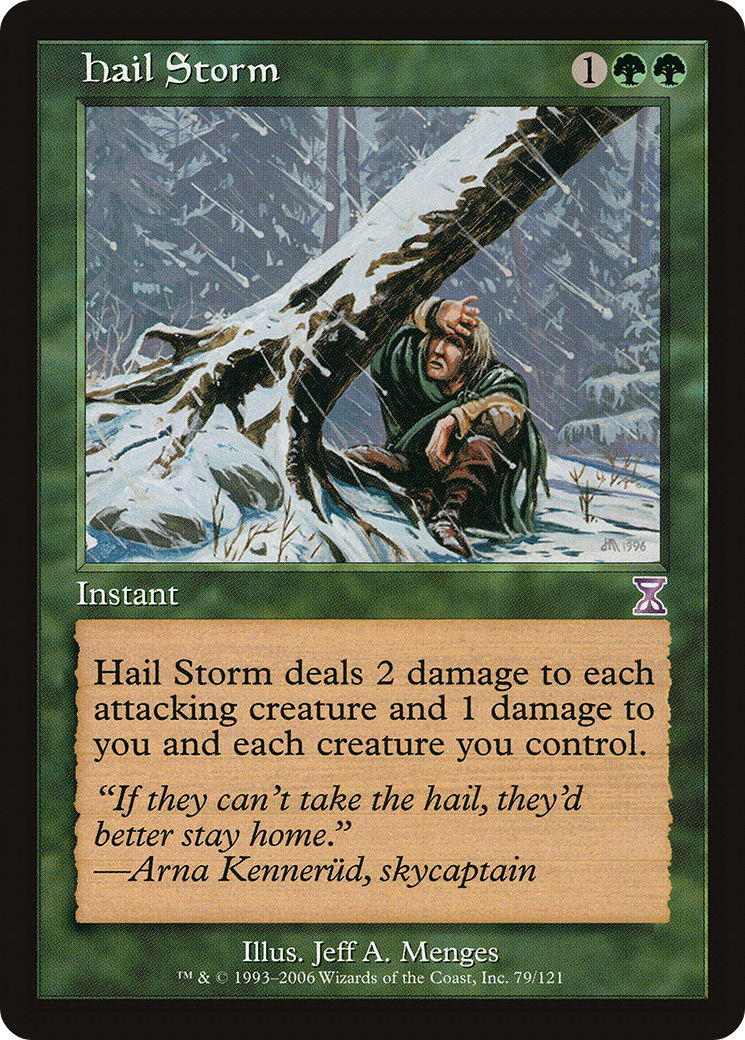 Hail Storm
1
JAM 1996
Instant
Hail Storm deals 2 damage to each
attacking creature and 1 damage to
you and each creature you control.
"If they can't take the hail, they'd
better stay home."
—Arna Kennerüd, skycaptain
Illus. Jeff A. Menges
™ & © 1993–2006 Wizards of the Coast, Inc. 79/121